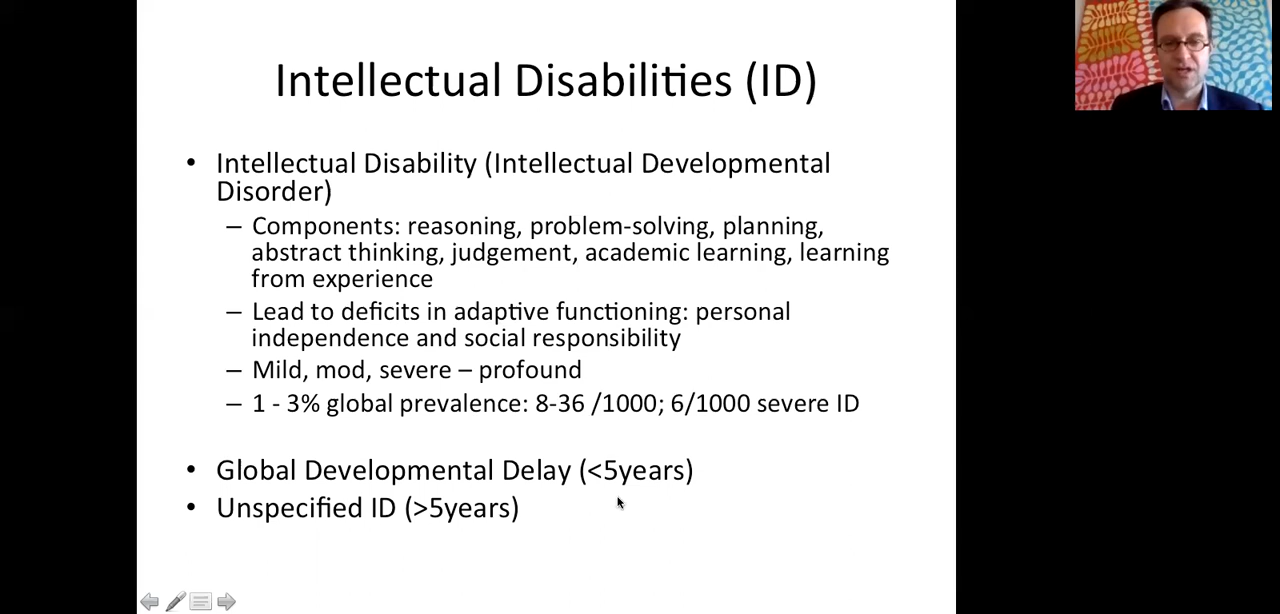 Intellectual Disabilities (ID)
• Intellectual Disability (Intellectual Developmental
Disorder)
– Components: reasoning, problem-solving, planning,
abstract thinking, judgement, academic learning, learning
from experience
– Lead to deficits in adaptive functioning: personal
independence and social responsibility
– Mild, mod, severe – profound
– 1 - 3% global prevalence: 8-36 /1000; 6/1000 severe ID
• Global Developmental Delay (<5years)
• Unspecified ID (>5years)